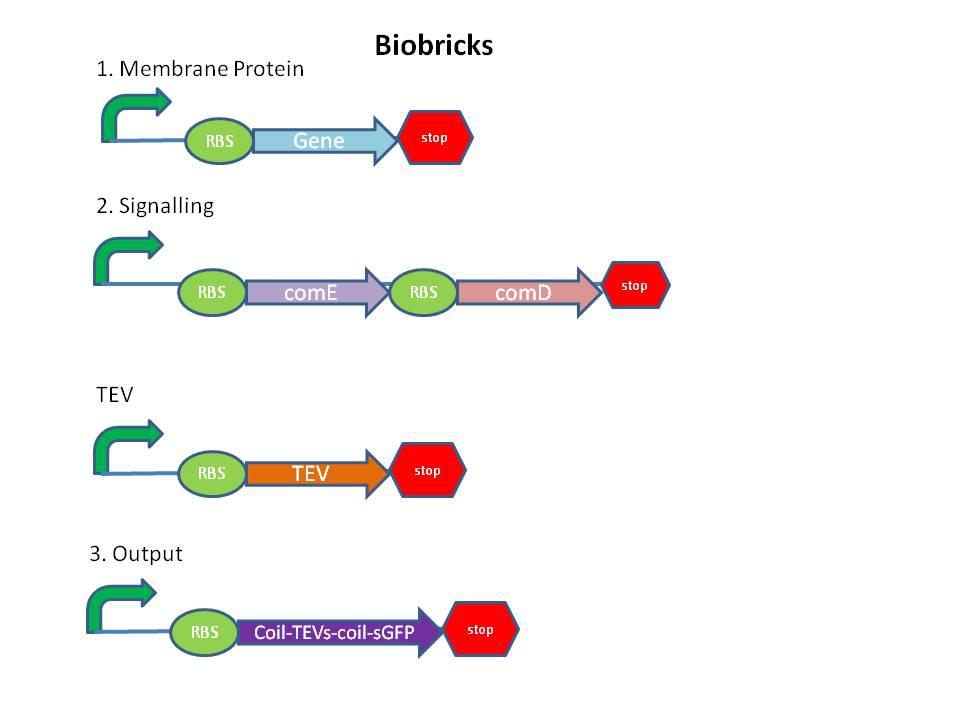 Biobricks
1. Membrane Protein
RBS Gene stop
2. Signalling
RBS comE RBS comD stop
TEV
RBS TEV stop
3. Output
RBS Coil-TEVs-coil-sGFP stop